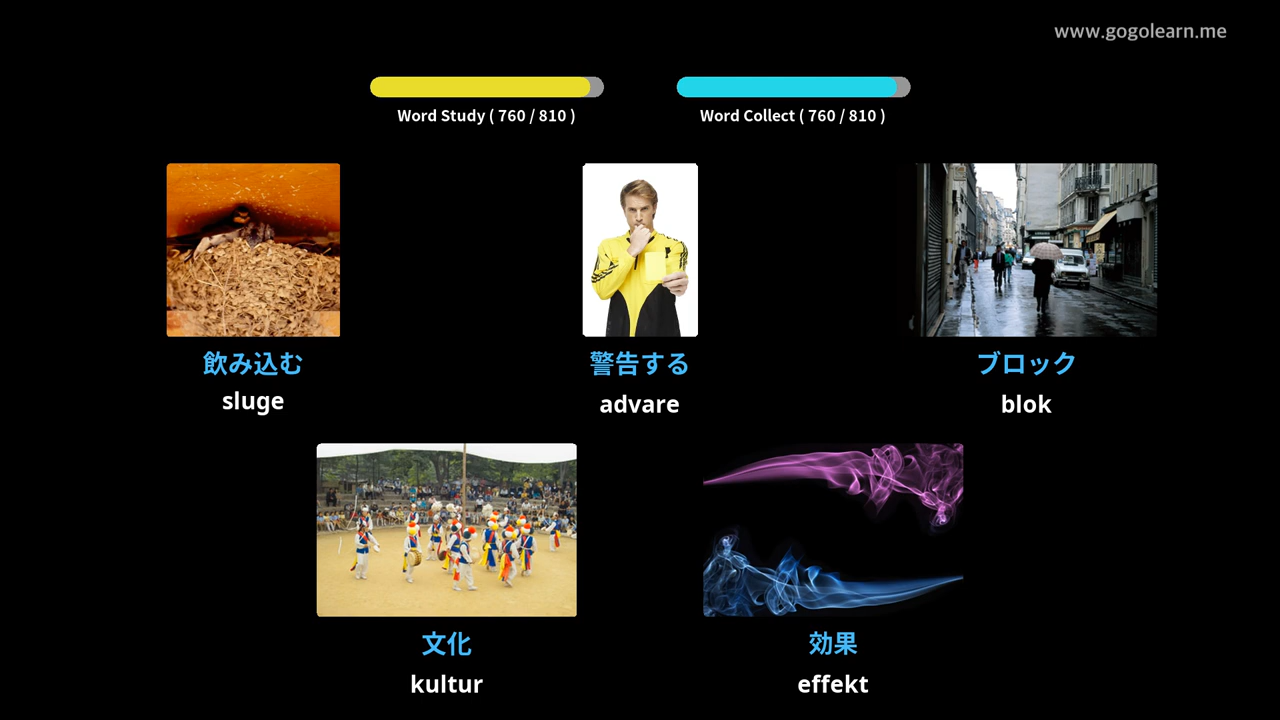 www.gogolearn.me
Word Study ( 760 / 810 )
Word Collect ( 760 / 810 )
飲み込む
sluge
警告する
advare
ブロック
blok
文化
kultur
効果
effekt